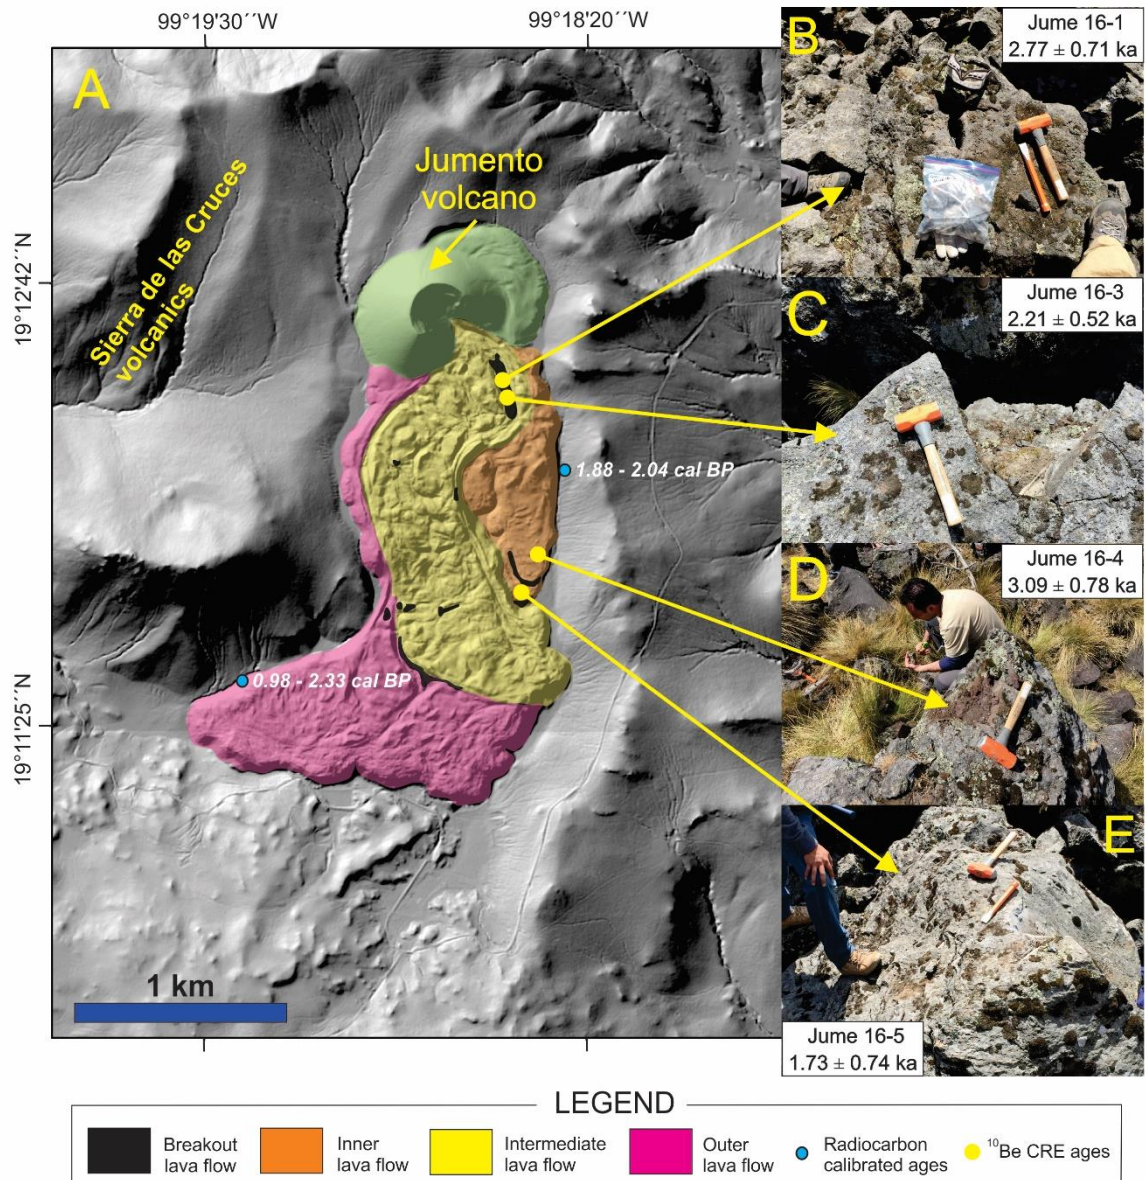 99°19'30´´W
99°18'20´´W
19°12'42´´N
19°11'25´´N
A
Jumento
volcano
Sierra de las Cruces
volcanics
1.88 - 2.04 cal BP
0.98 - 2.33 cal BP
1 km
B
Jume 16-1
2.77 ± 0.71 ka
C
Jume 16-3
2.21 ± 0.52 ka
D
Jume 16-4
3.09 ± 0.78 ka
E
Jume 16-5
1.73 ± 0.74 ka
LEGEND
Breakout
lava flow
Inner
lava flow
Intermediate
lava flow
Outer
lava flow
Radiocarbon
calibrated ages
¹⁰Be CRE ages